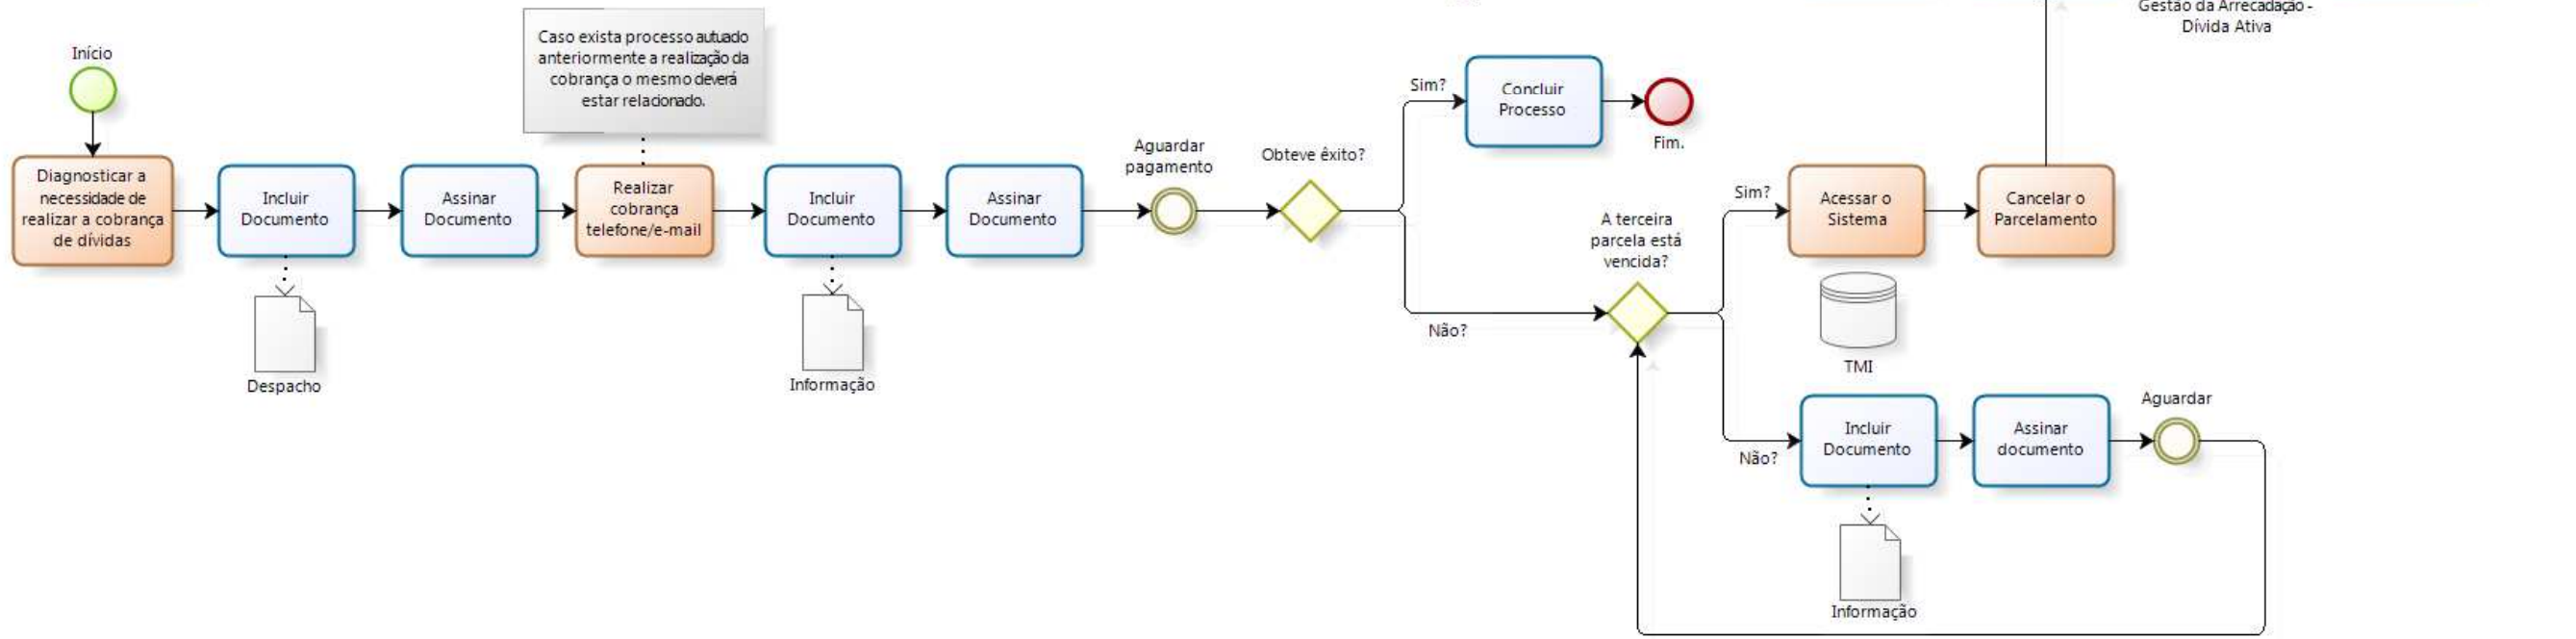 Gestão da Arrecadação -
Dívida Ativa
Início
Caso exista processo autuado
anteriormente a realização da
cobrança o mesmo deverá
estar relacionado.
Diagnosticar a
necessidade de
realizar a cobrança
de dívidas
Incluir
Documento
Despacho
Assinar
Documento
Realizar
cobrança
telefone/e-mail
Incluir
Documento
Informação
Assinar
Documento
Aguardar
pagamento
Obteve êxito?
Sim?
Concluir
Processo
Fim.
Não?
A terceira
parcela está
vencida?
Sim?
Acessar o
Sistema
TMI
Cancelar o
Parcelamento
Não?
Incluir
Documento
Informação
Assinar
documento
Aguardar